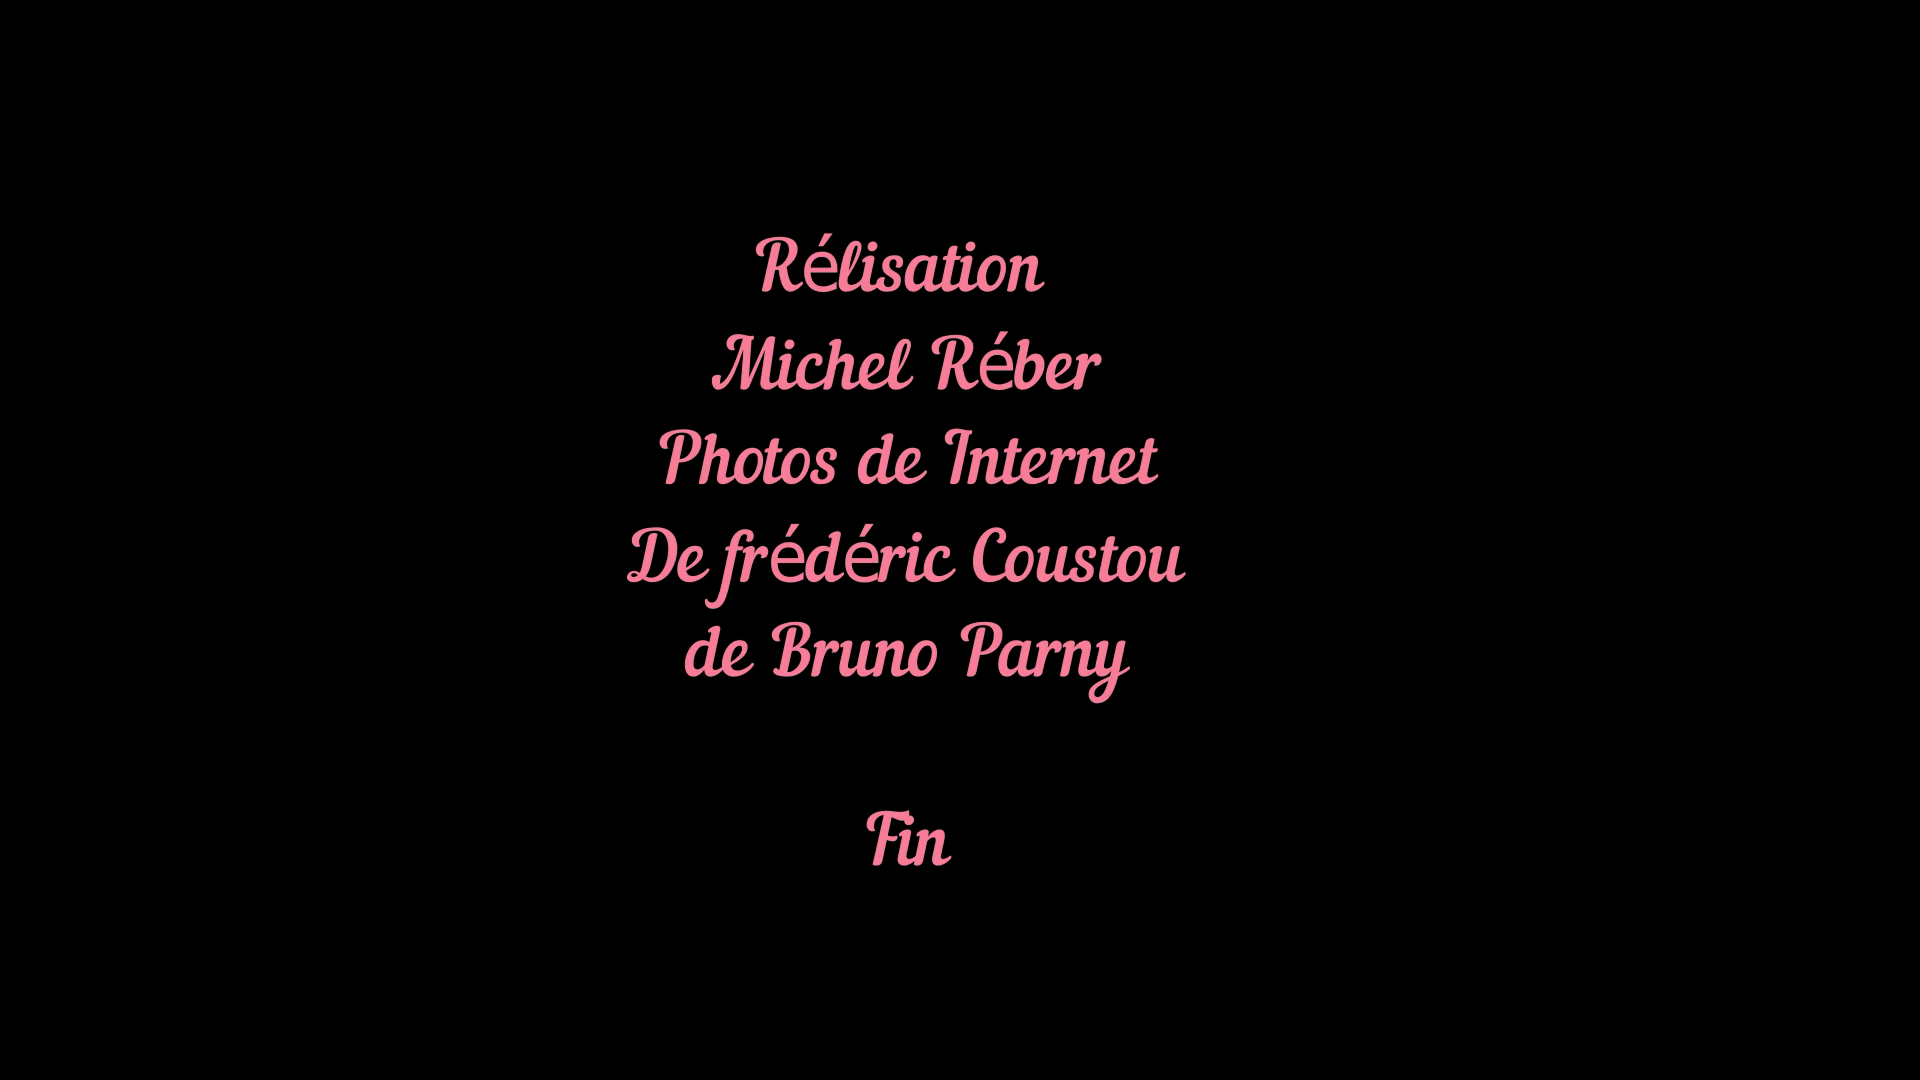 Rélisation
Michel Réber
Photos de Internet
De frédéric Coustou
de Bruno Parny
Fin